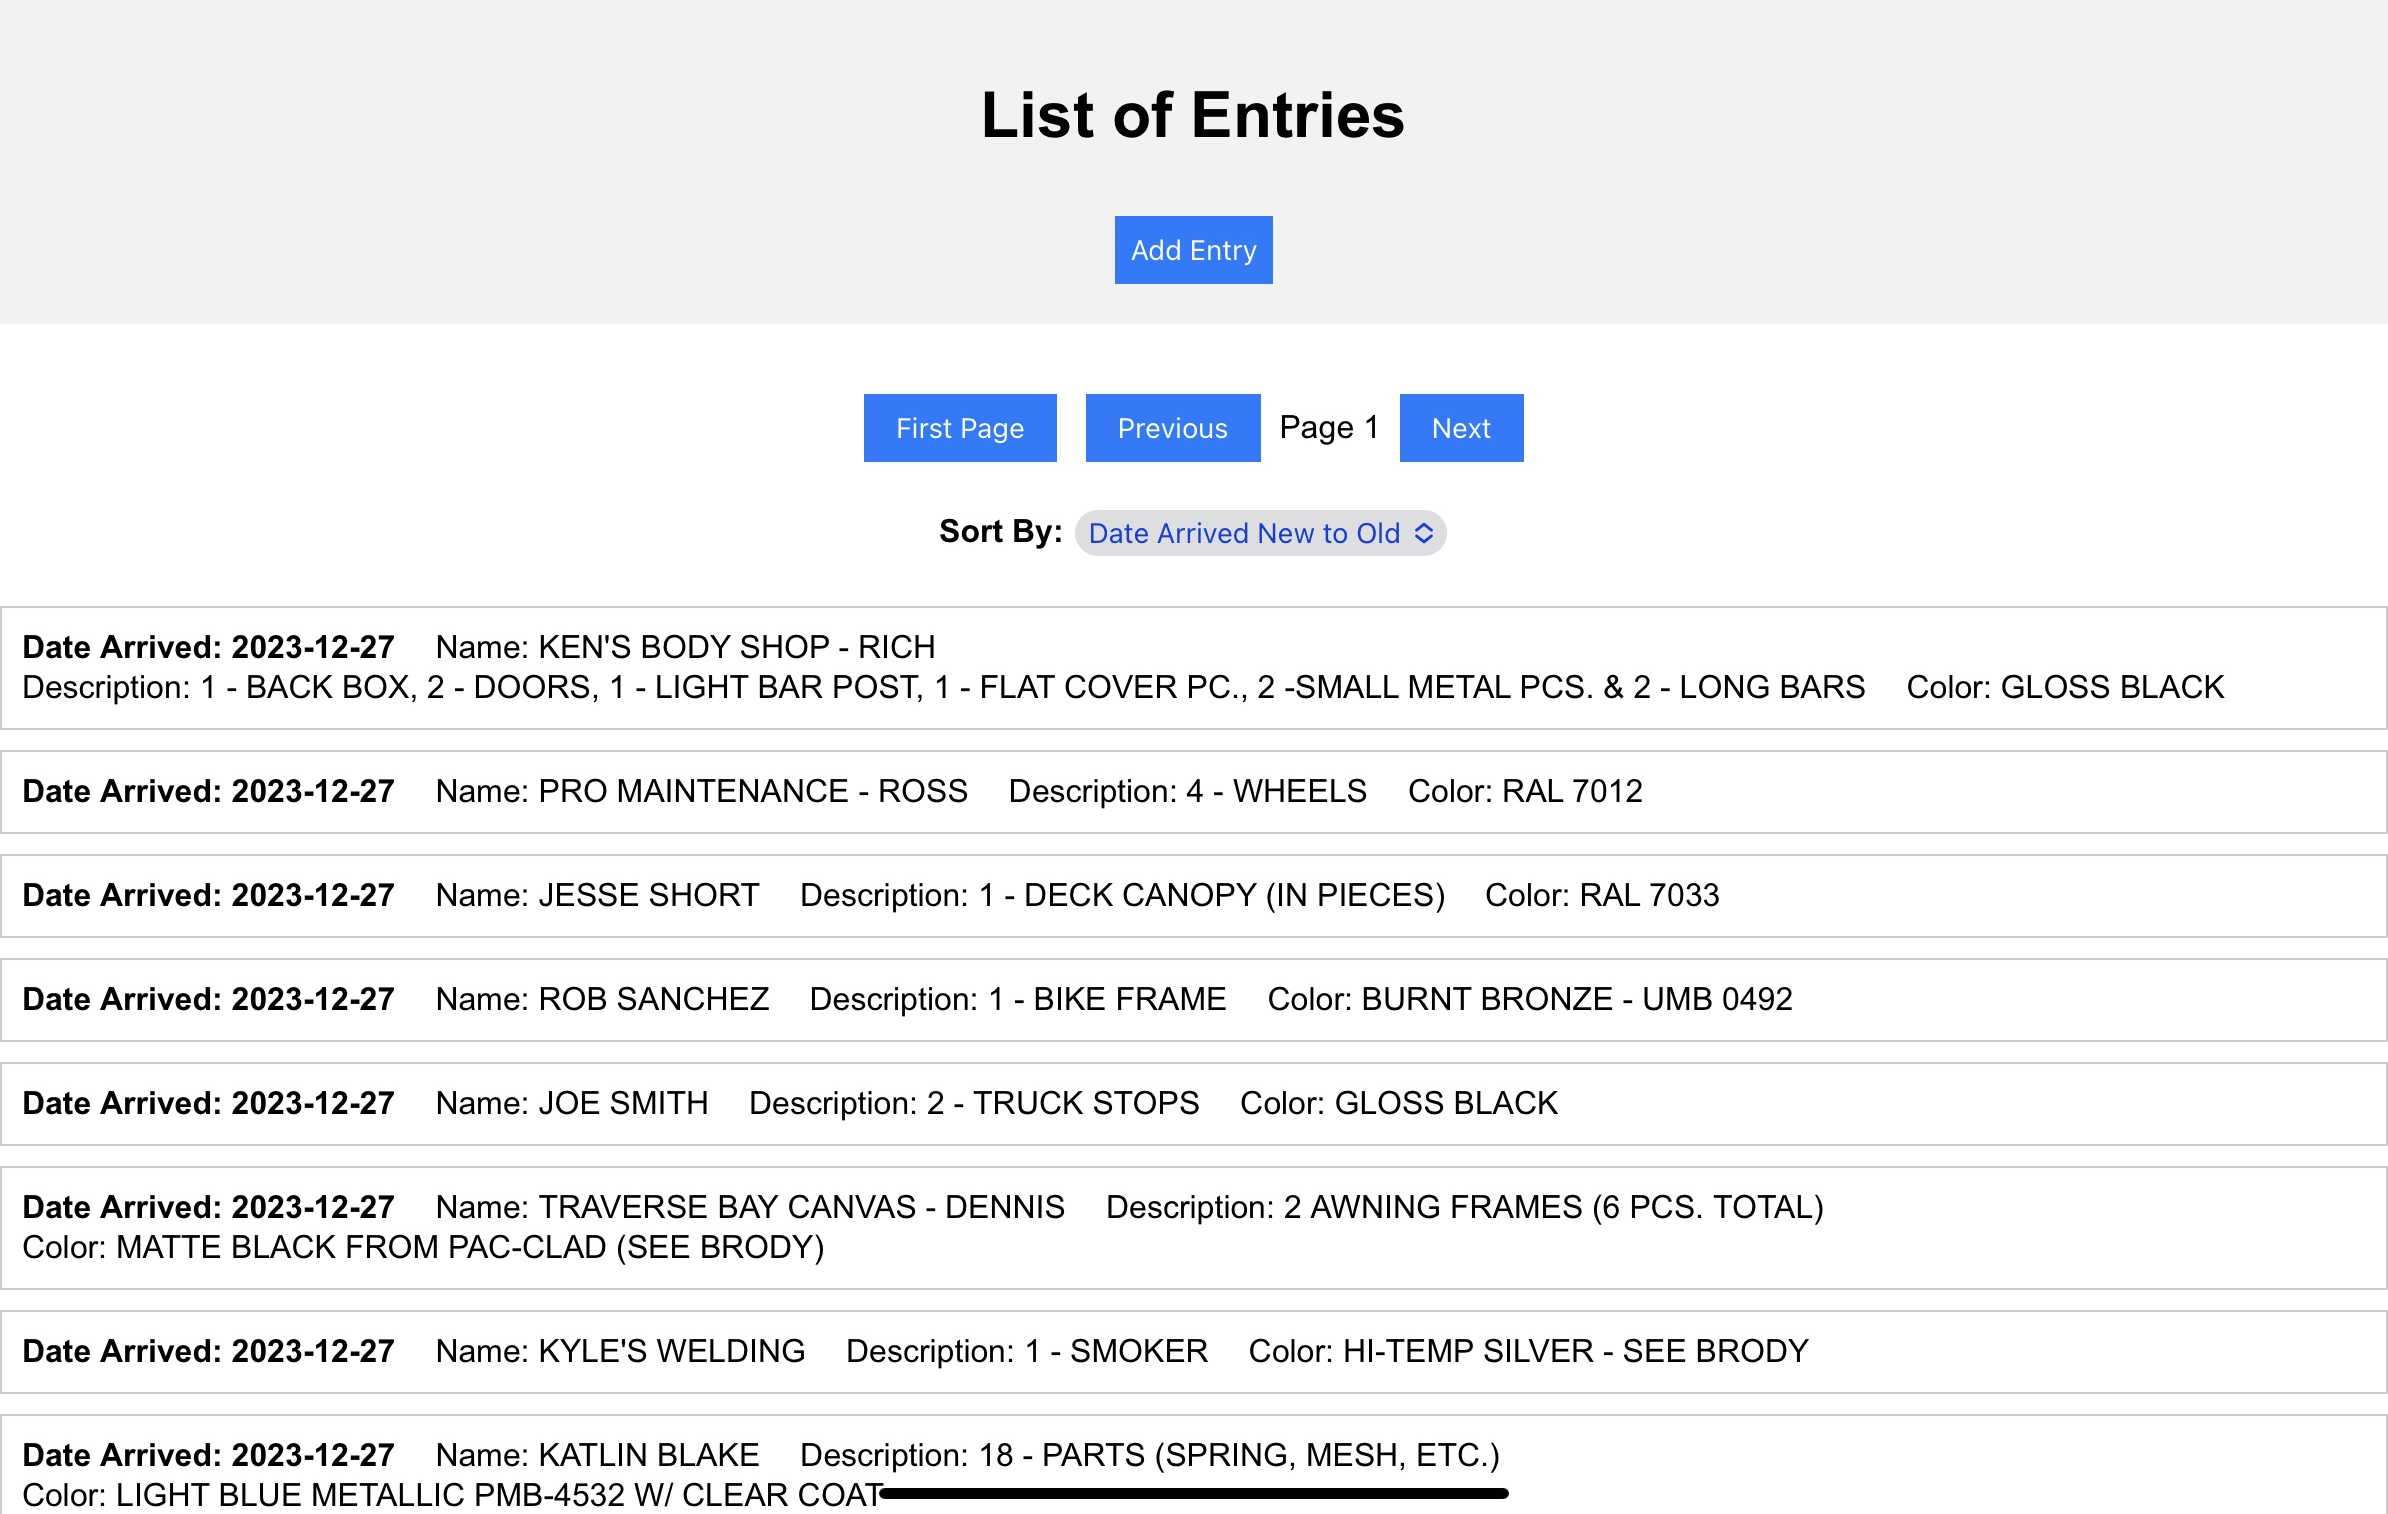 List of Entries
Add Entry
First Page Previous Page 1 Next
Sort By: Date Arrived New to Old
Date Arrived: 2023-12-27 Name: KEN'S BODY SHOP - RICH
Description: 1 - BACK BOX, 2 - DOORS, 1 - LIGHT BAR POST, 1 - FLAT COVER PC., 2 -SMALL METAL PCS. & 2 - LONG BARS Color: GLOSS BLACK
Date Arrived: 2023-12-27 Name: PRO MAINTENANCE - ROSS Description: 4 - WHEELS Color: RAL 7012
Date Arrived: 2023-12-27 Name: JESSE SHORT Description: 1 - DECK CANOPY (IN PIECES) Color: RAL 7033
Date Arrived: 2023-12-27 Name: ROB SANCHEZ Description: 1 - BIKE FRAME Color: BURNT BRONZE - UMB 0492
Date Arrived: 2023-12-27 Name: JOE SMITH Description: 2 - TRUCK STOPS Color: GLOSS BLACK
Date Arrived: 2023-12-27 Name: TRAVERSE BAY CANVAS - DENNIS Description: 2 AWNING FRAMES (6 PCS. TOTAL)
Color: MATTE BLACK FROM PAC-CLAD (SEE BRODY)
Date Arrived: 2023-12-27 Name: KYLE'S WELDING Description: 1 - SMOKER Color: HI-TEMP SILVER - SEE BRODY
Date Arrived: 2023-12-27 Name: KATLIN BLAKE Description: 18 - PARTS (SPRING, MESH, ETC.)
Color: LIGHT BLUE METALLIC PMB-4532 W/ CLEAR COAT